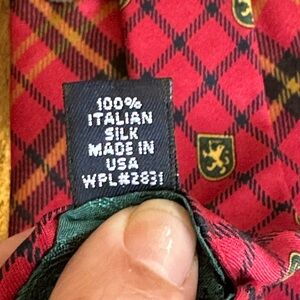 100%
ITALIAN
SILK
MADE IN
USA
WPL#2831